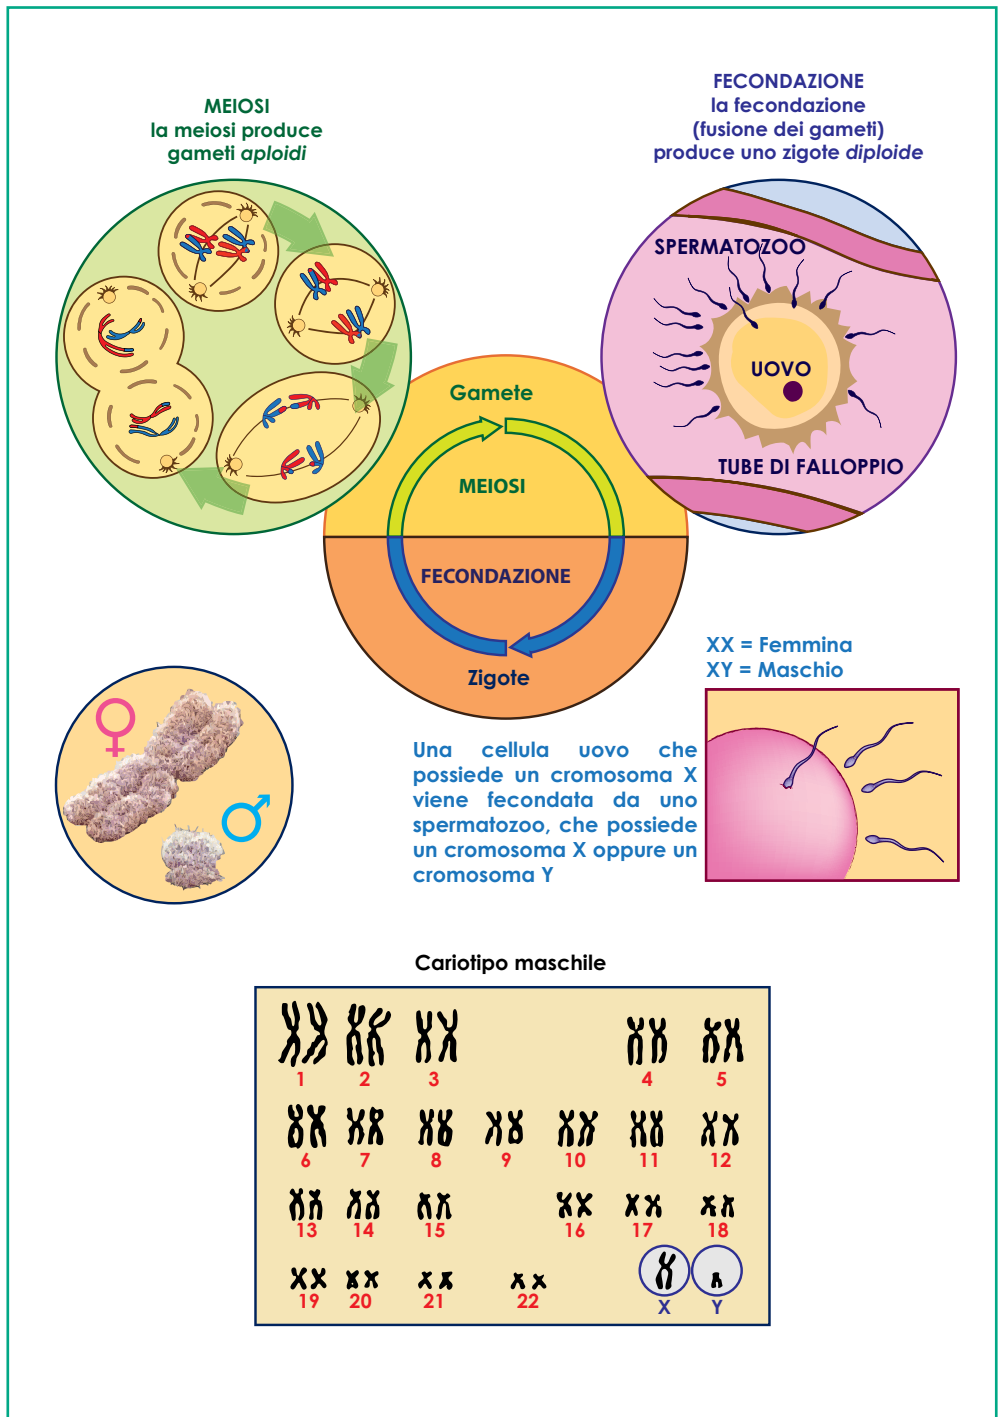 MEIOSI
la meiosi produce
gameti aploidi
FECONDAZIONE
la fecondazione
(fusione dei gameti)
produce uno zigote diploide
SPERMATOZOO
UOVO
TUBE DI FALLOPPIO
Gamete
MEIOSI
FECONDAZIONE
Zigote
XX = Femmina
XY = Maschio
Una cellula uovo che
possiede un cromosoma X
viene fecondata da uno
spermatozoo, che possiede
un cromosoma X oppure un
cromosoma Y
Cariotipo maschile
1 2 3 4 5
6 7 8 9 10 11 12
13 14 15 16 17 18
19 20 21 22 X Y